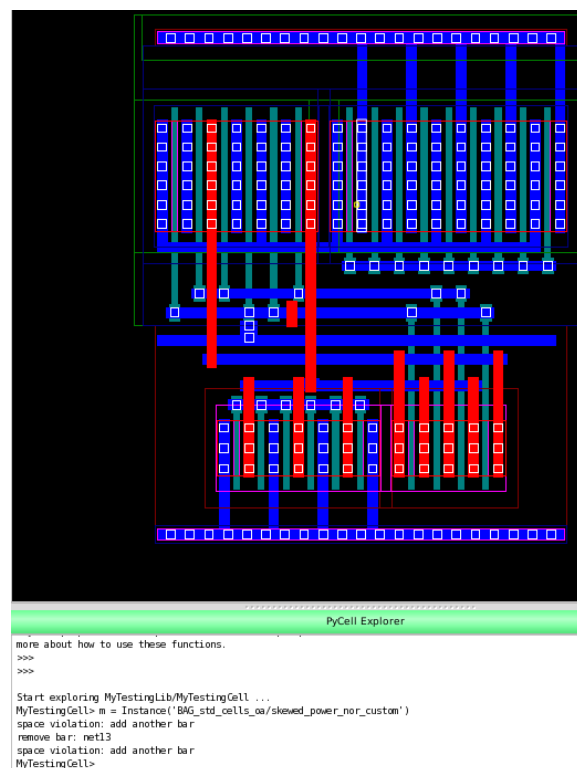 PyCell Explorer
more about how to use these functions.
>>>
>>>
Start exploring MyTestingLib/MyTestingCell ...
MyTestingCell> m = Instance('BAG_std_cells_oa/skewed_power_nor_custom')
space violation: add another bar
remove bar: net13
space violation: add another bar
MyTestingCell>